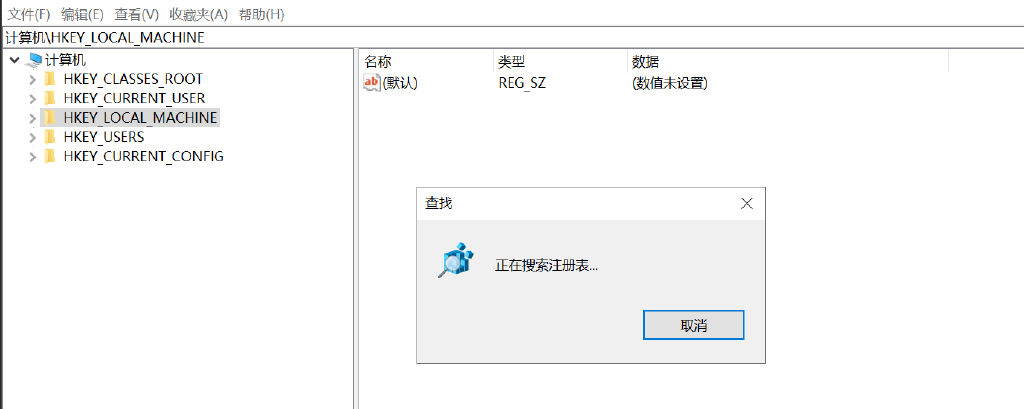 文件(F) 编辑(E) 查看(V) 收藏夹(A) 帮助(H)
计算机\HKEY_LOCAL_MACHINE
计算机
HKEY_CLASSES_ROOT
HKEY_CURRENT_USER
HKEY_LOCAL_MACHINE
HKEY_USERS
HKEY_CURRENT_CONFIG
名称 类型 数据
ab (默认) REG_SZ (数值未设置)
查找
正在搜索注册表...
取消